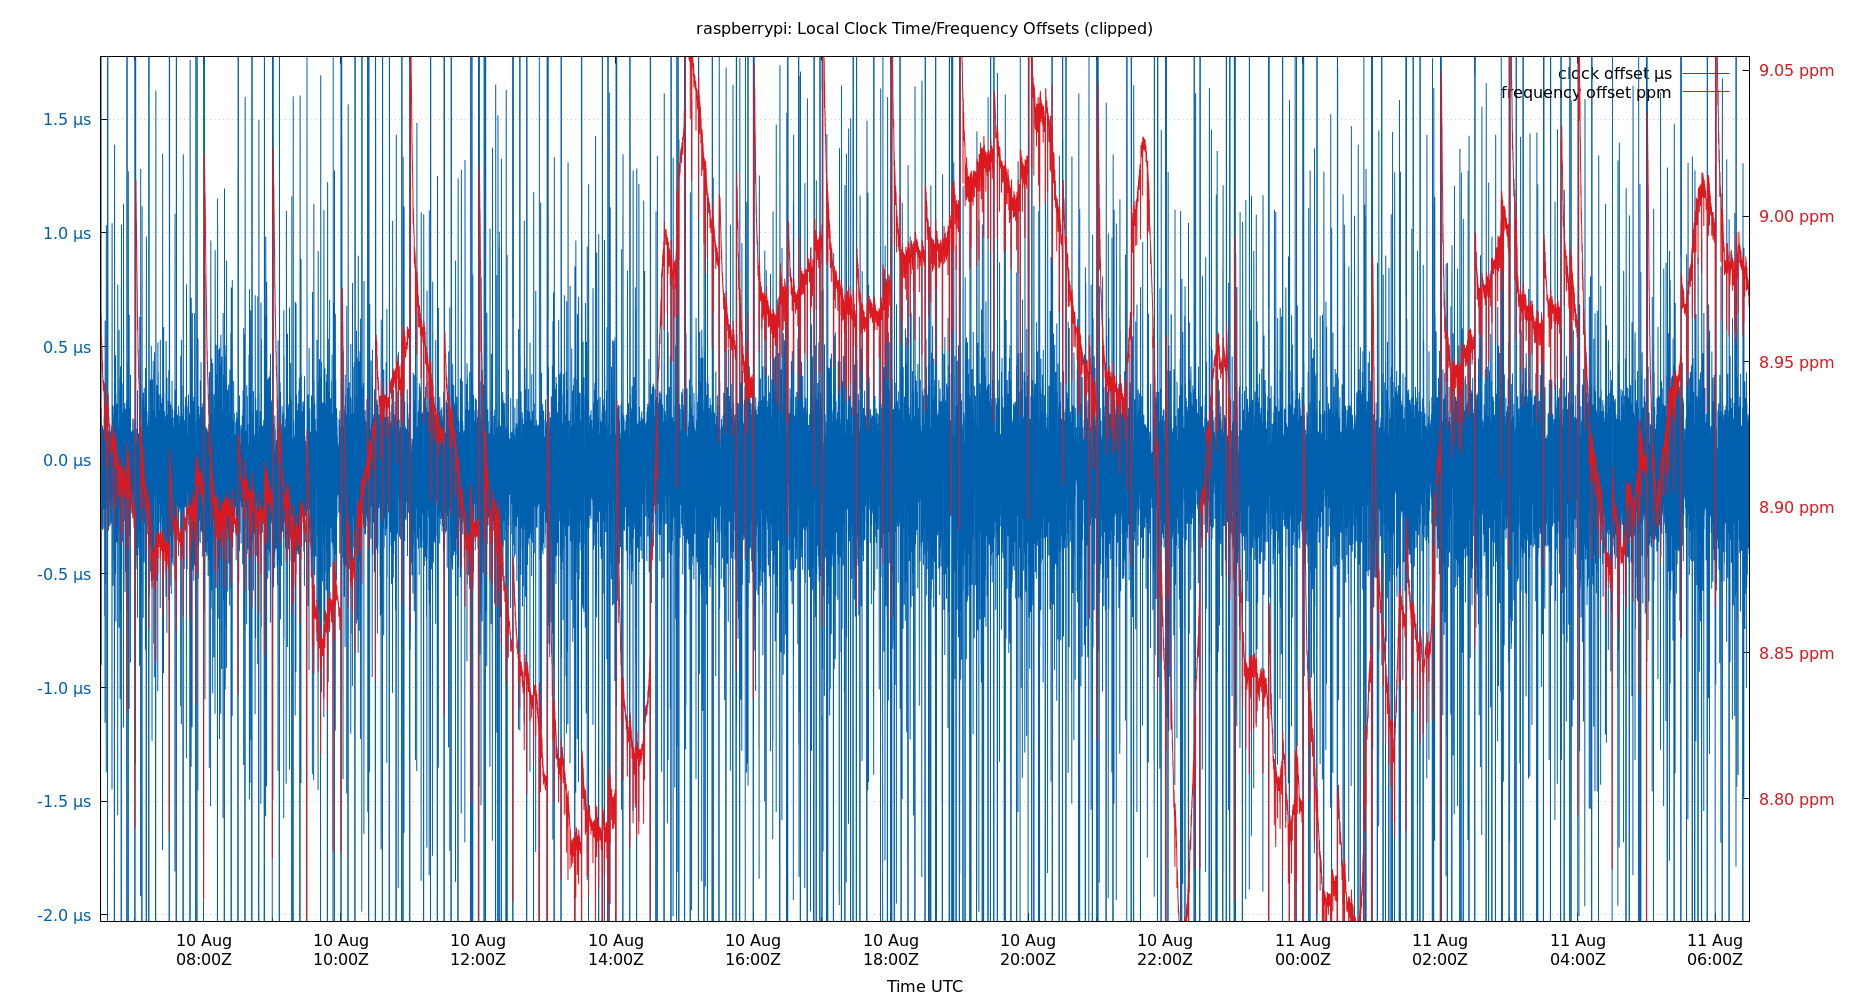 raspberrypi: Local Clock Time/Frequency Offsets (clipped)
clock offset µs
frequency offset ppm
1.5 µs
1.0 µs
0.5 µs
0.0 µs
-0.5 µs
-1.0 µs
-1.5 µs
-2.0 µs
9.05 ppm
9.00 ppm
8.95 ppm
8.90 ppm
8.85 ppm
8.80 ppm
10 Aug
08:00Z
10 Aug
10:00Z
10 Aug
12:00Z
10 Aug
14:00Z
10 Aug
16:00Z
10 Aug
18:00Z
10 Aug
20:00Z
10 Aug
22:00Z
11 Aug
00:00Z
11 Aug
02:00Z
11 Aug
04:00Z
11 Aug
06:00Z
Time UTC